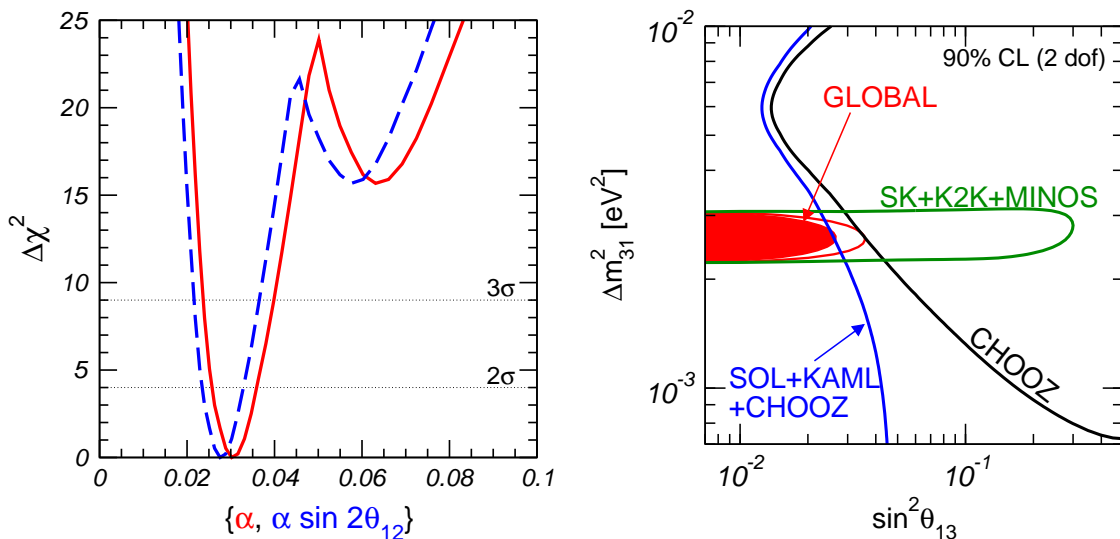 25
20
15
10
5
0
Δχ²
3σ
2σ
0
0.02
0.04
0.06
0.08
0.1
{α, α sin 2θ₁₂}
10⁻²
10⁻³
Δm²₃₁ [eV²]
90% CL (2 dof)
GLOBAL
SK+K2K+MINOS
SOL+KAML
+CHOOZ
CHOOZ
10⁻²
10⁻¹
sin²θ₁₃